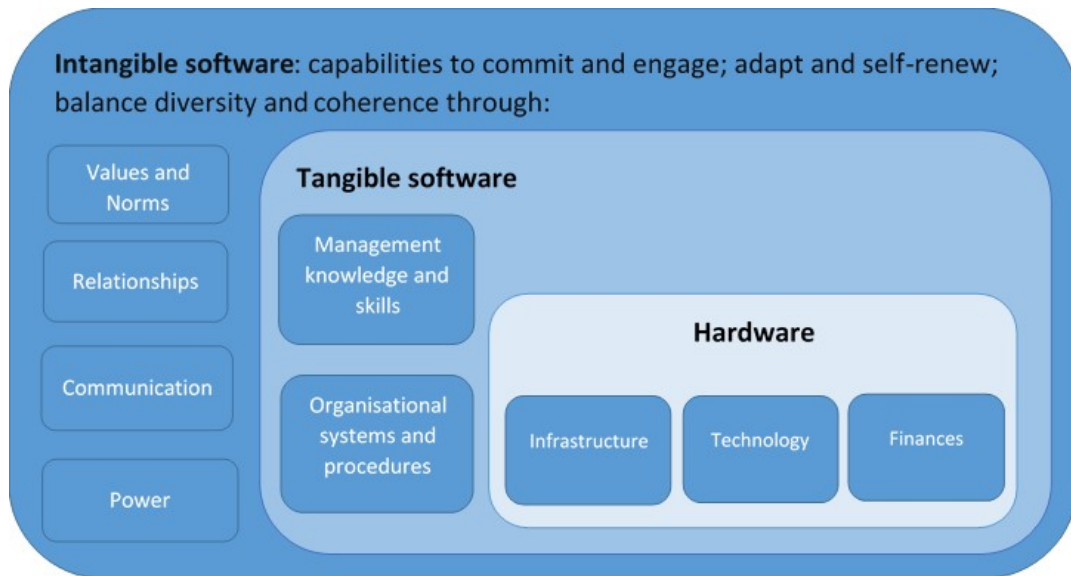 Intangible software: capabilities to commit and engage; adapt and self-renew;
balance diversity and coherence through:
Values and
Norms
Relationships
Communication
Power
Tangible software
Management
knowledge and
skills
Organisational
systems and
procedures
Hardware
Infrastructure
Technology
Finances